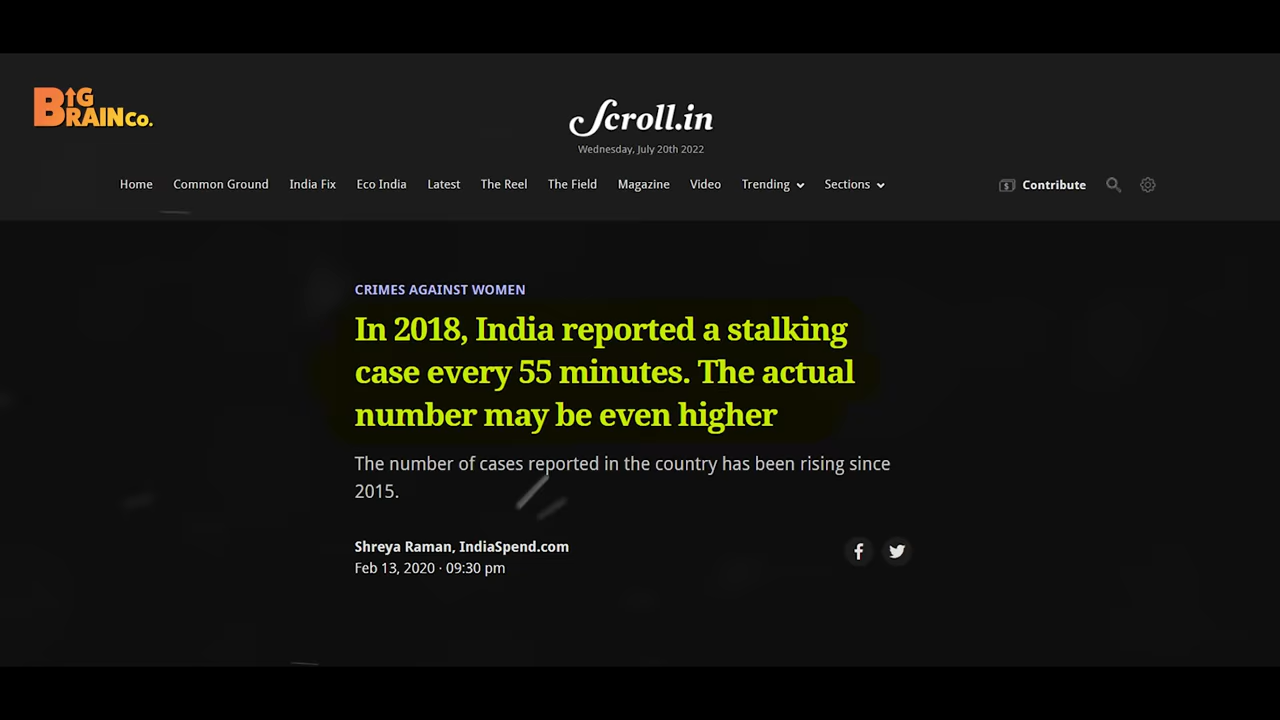 BIG
BRAINCO.
Scroll.in
Wednesday, July 20th 2022
Home Common Ground India Fix Eco India Latest The Reel The Field Magazine Video Trending Sections Contribute
CRIMES AGAINST WOMEN
In 2018, India reported a stalking
case every 55 minutes. The actual
number may be even higher
The number of cases reported in the country has been rising since
2015.
Shreya Raman, IndiaSpend.com
Feb 13, 2020 · 09:30 pm